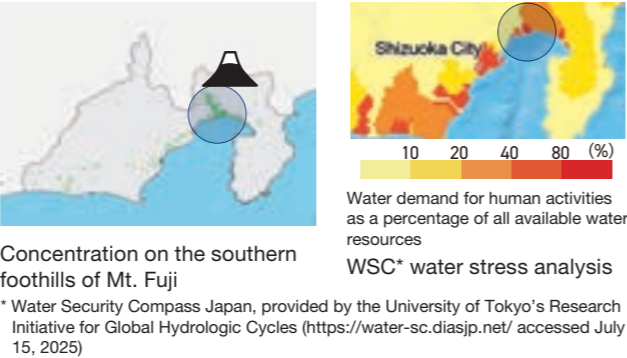 Shizuoka City
10 20 40 80 (%)
Water demand for human activities
as a percentage of all available water
resources
Concentration on the southern
foothills of Mt. Fuji
WSC* water stress analysis
* Water Security Compass Japan, provided by the University of Tokyo's Research
Initiative for Global Hydrologic Cycles (https://water-sc.diasjp.net/ accessed July
15, 2025)